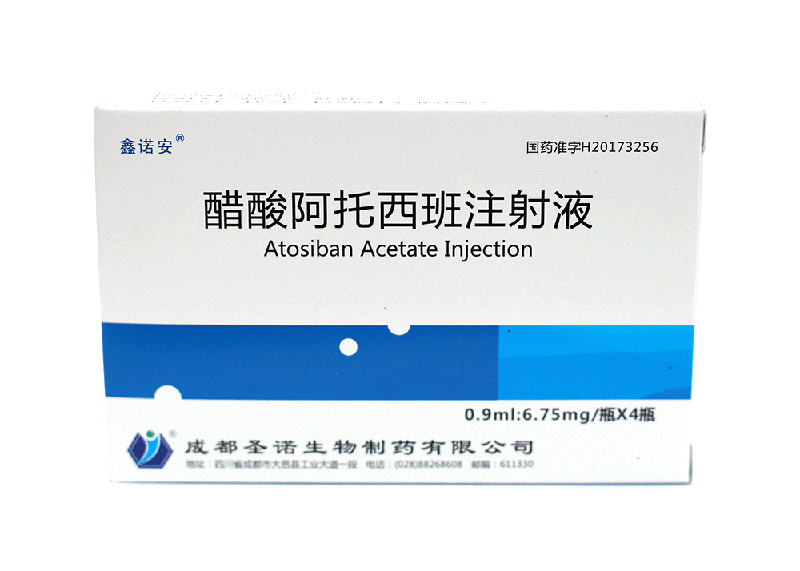 鑫诺安®
国药准字H20173256
醋酸阿托西班注射液
Atosiban Acetate Injection
0.9ml:6.75mg/瓶X4瓶
成都圣诺生物制药有限公司
地址：四川省成都市大邑县工业大道一段 电话：(028)88268608 邮编：611330